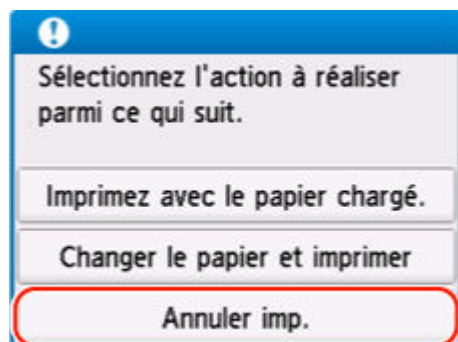 Sélectionnez l'action à réaliser
parmi ce qui suit.
Imprimez avec le papier chargé.
Changer le papier et imprimer
Annuler imp.